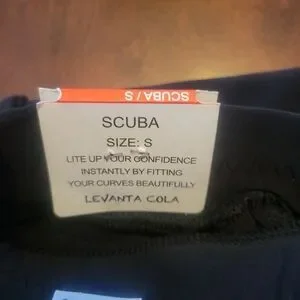 SCUBA / S
SCUBA
SIZE: S
LITE UP YOUR CONFIDENCE
INSTANTLY BY FITTING
YOUR CURVES BEAUTIFULLY
LEVANTA COLA